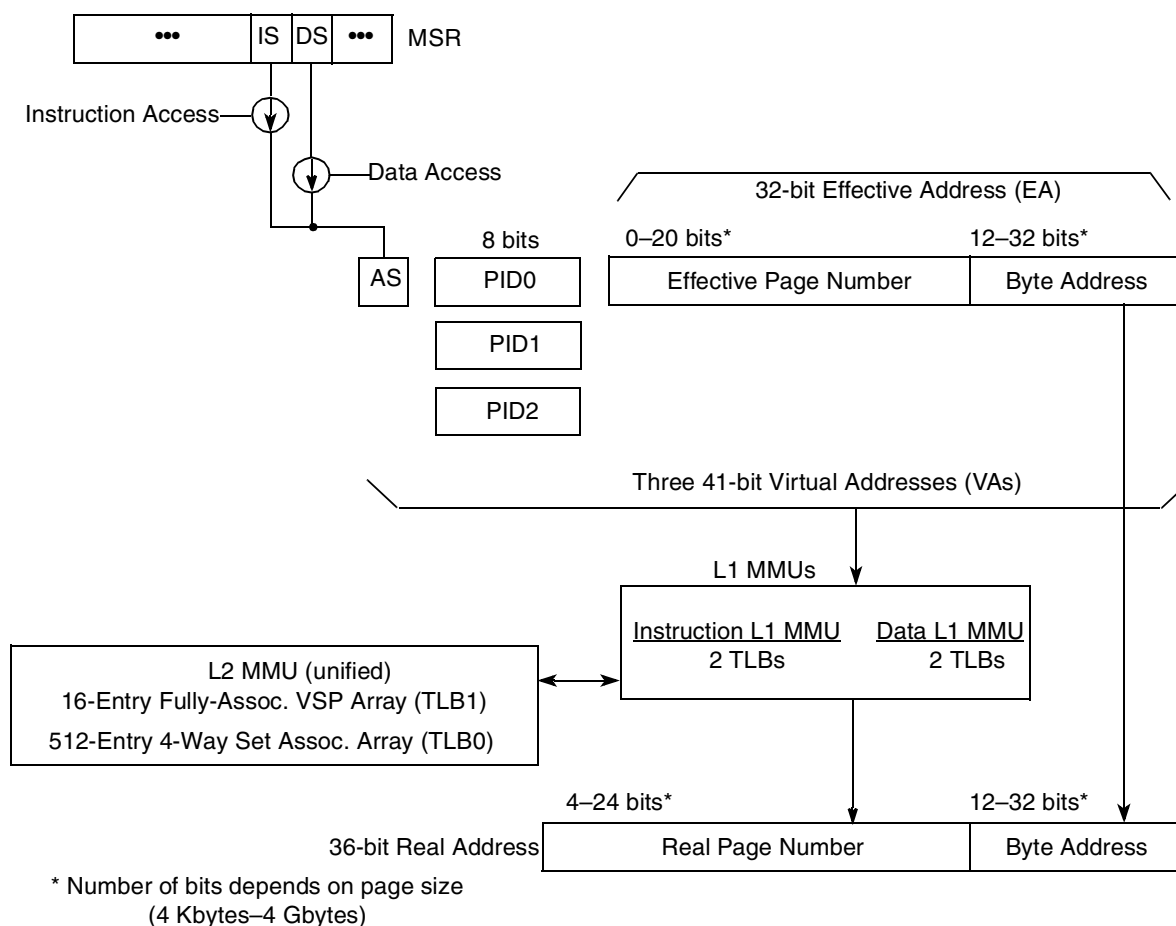 ••• IS DS ••• MSR
Instruction Access
Data Access
32-bit Effective Address (EA)
8 bits
0–20 bits*
12–32 bits*
AS
PID0
Effective Page Number
Byte Address
PID1
PID2
Three 41-bit Virtual Addresses (VAs)
L1 MMUs
Instruction L1 MMU
2 TLBs
Data L1 MMU
2 TLBs
L2 MMU (unified)
16-Entry Fully-Assoc. VSP Array (TLB1)
512-Entry 4-Way Set Assoc. Array (TLB0)
4–24 bits*
12–32 bits*
36-bit Real Address
Real Page Number
Byte Address
* Number of bits depends on page size
(4 Kbytes–4 Gbytes)